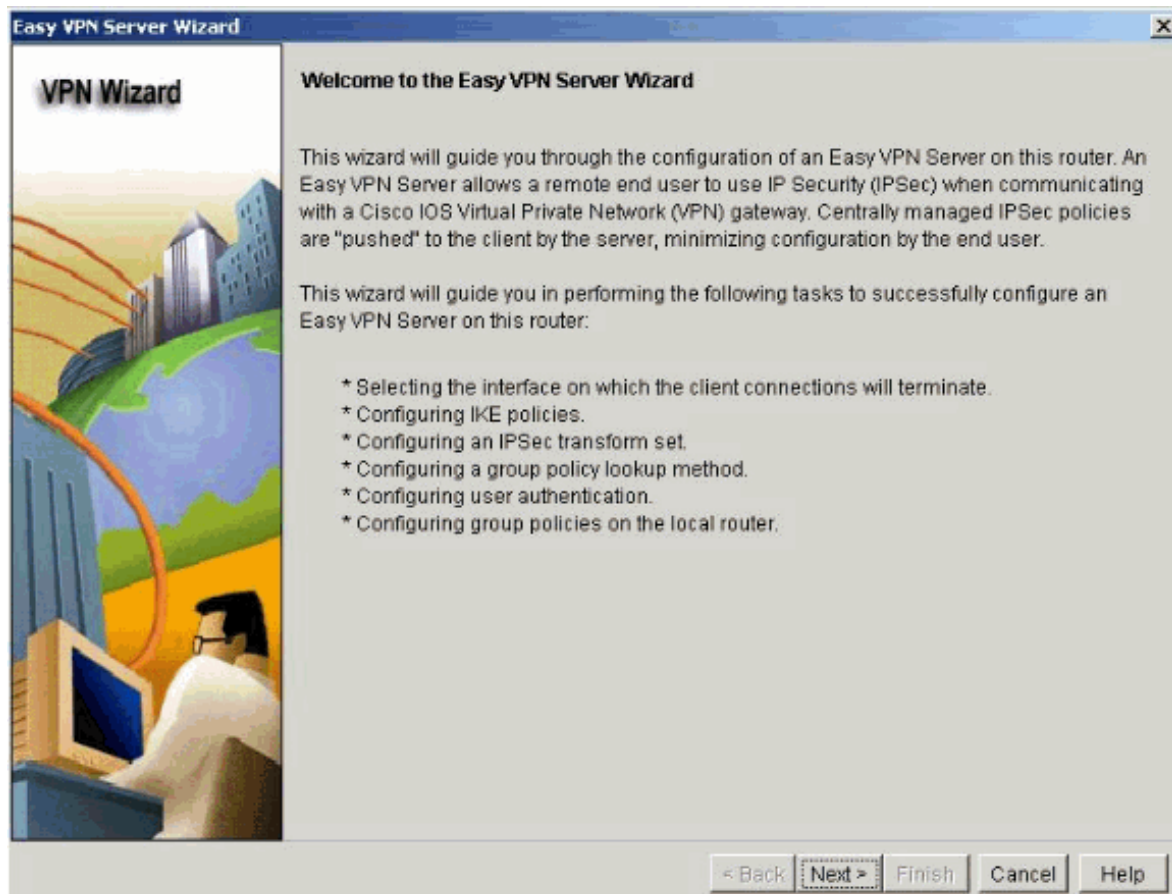 Easy VPN Server Wizard
VPN Wizard
Welcome to the Easy VPN Server Wizard
This wizard will guide you through the configuration of an Easy VPN Server on this router. An
Easy VPN Server allows a remote end user to use IP Security (IPSec) when communicating
with a Cisco IOS Virtual Private Network (VPN) gateway. Centrally managed IPSec policies
are "pushed" to the client by the server, minimizing configuration by the end user.
This wizard will guide you in performing the following tasks to successfully configure an
Easy VPN Server on this router:
* Selecting the interface on which the client connections will terminate.
* Configuring IKE policies.
* Configuring an IPSec transform set.
* Configuring a group policy lookup method.
* Configuring user authentication.
* Configuring group policies on the local router.
< Back Next > Finish Cancel Help